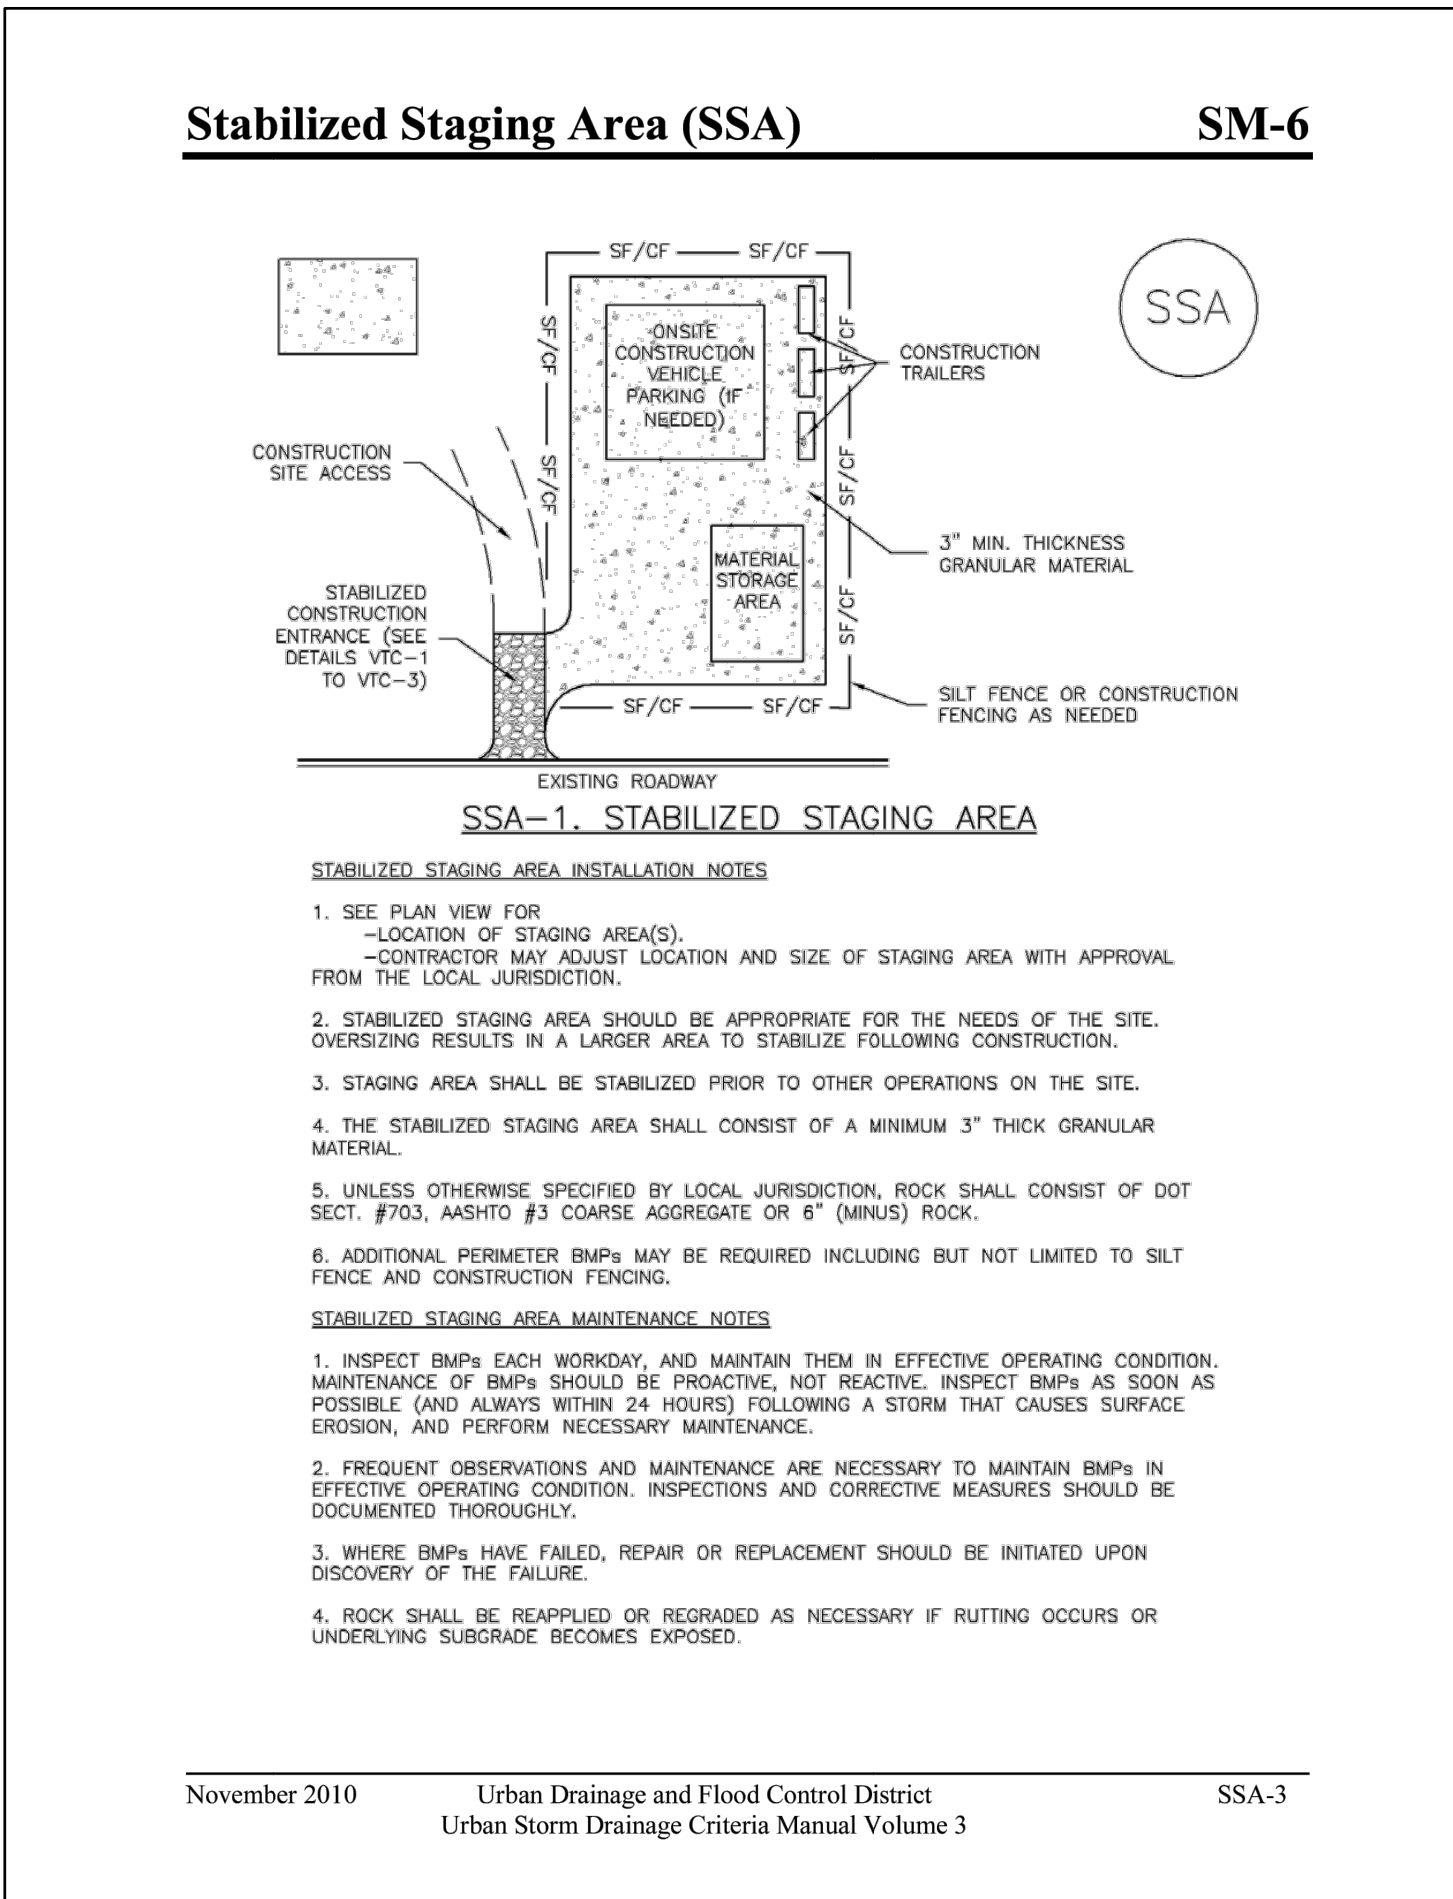 Stabilized Staging Area (SSA) SM-6
SF/CF SF/CF
SSA
SF/CF
SF/CF
ONSITE
CONSTRUCTION
VEHICLE
PARKING (IF
NEEDED)
CONSTRUCTION
TRAILERS
CONSTRUCTION
SITE ACCESS
SF/CF
SF/CF
3" MIN. THICKNESS
GRANULAR MATERIAL
MATERIAL
STORAGE
AREA
SF/CF
STABILIZED
CONSTRUCTION
ENTRANCE (SEE
DETAILS VTC-1
TO VTC-3)
SF/CF SF/CF
SILT FENCE OR CONSTRUCTION
FENCING AS NEEDED
EXISTING ROADWAY
SSA-1. STABILIZED STAGING AREA
STABILIZED STAGING AREA INSTALLATION NOTES
1. SEE PLAN VIEW FOR
-LOCATION OF STAGING AREA(S).
-CONTRACTOR MAY ADJUST LOCATION AND SIZE OF STAGING AREA WITH APPROVAL
FROM THE LOCAL JURISDICTION.
2. STABILIZED STAGING AREA SHOULD BE APPROPRIATE FOR THE NEEDS OF THE SITE.
OVERSIZING RESULTS IN A LARGER AREA TO STABILIZE FOLLOWING CONSTRUCTION.
3. STAGING AREA SHALL BE STABILIZED PRIOR TO OTHER OPERATIONS ON THE SITE.
4. THE STABILIZED STAGING AREA SHALL CONSIST OF A MINIMUM 3" THICK GRANULAR
MATERIAL.
5. UNLESS OTHERWISE SPECIFIED BY LOCAL JURISDICTION, ROCK SHALL CONSIST OF DOT
SECT. #703, AASHTO #3 COARSE AGGREGATE OR 6" (MINUS) ROCK.
6. ADDITIONAL PERIMETER BMPs MAY BE REQUIRED INCLUDING BUT NOT LIMITED TO SILT
FENCE AND CONSTRUCTION FENCING.
STABILIZED STAGING AREA MAINTENANCE NOTES
1. INSPECT BMPs EACH WORKDAY, AND MAINTAIN THEM IN EFFECTIVE OPERATING CONDITION.
MAINTENANCE OF BMPs SHOULD BE PROACTIVE, NOT REACTIVE. INSPECT BMPs AS SOON AS
POSSIBLE (AND ALWAYS WITHIN 24 HOURS) FOLLOWING A STORM THAT CAUSES SURFACE
EROSION, AND PERFORM NECESSARY MAINTENANCE.
2. FREQUENT OBSERVATIONS AND MAINTENANCE ARE NECESSARY TO MAINTAIN BMPs IN
EFFECTIVE OPERATING CONDITION. INSPECTIONS AND CORRECTIVE MEASURES SHOULD BE
DOCUMENTED THOROUGHLY.
3. WHERE BMPs HAVE FAILED, REPAIR OR REPLACEMENT SHOULD BE INITIATED UPON
DISCOVERY OF THE FAILURE.
4. ROCK SHALL BE REAPPLIED OR REGRADED AS NECESSARY IF RUTTING OCCURS OR
UNDERLYING SUBGRADE BECOMES EXPOSED.
November 2010 Urban Drainage and Flood Control District SSA-3
Urban Storm Drainage Criteria Manual Volume 3